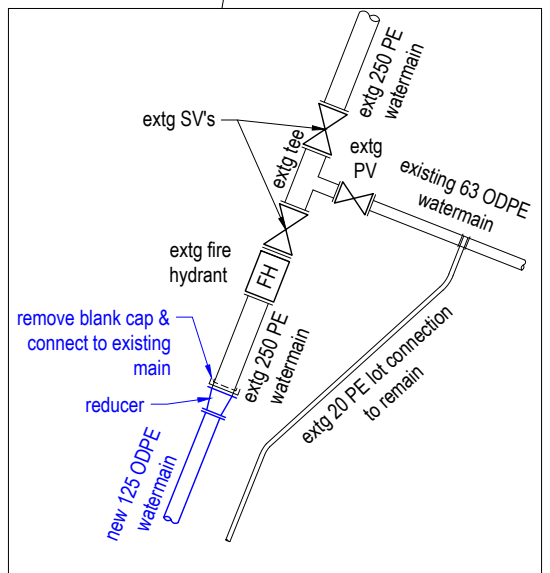 extg 250 PE
watermain
extg SV's
extg tee
extg
PV
existing 63 ODPE
watermain
extg fire
hydrant
FH
remove blank cap &
connect to existing
main
extg 250 PE
watermain
extg 20 PE lot connection
to remain
reducer
new 125 ODPE
watermain